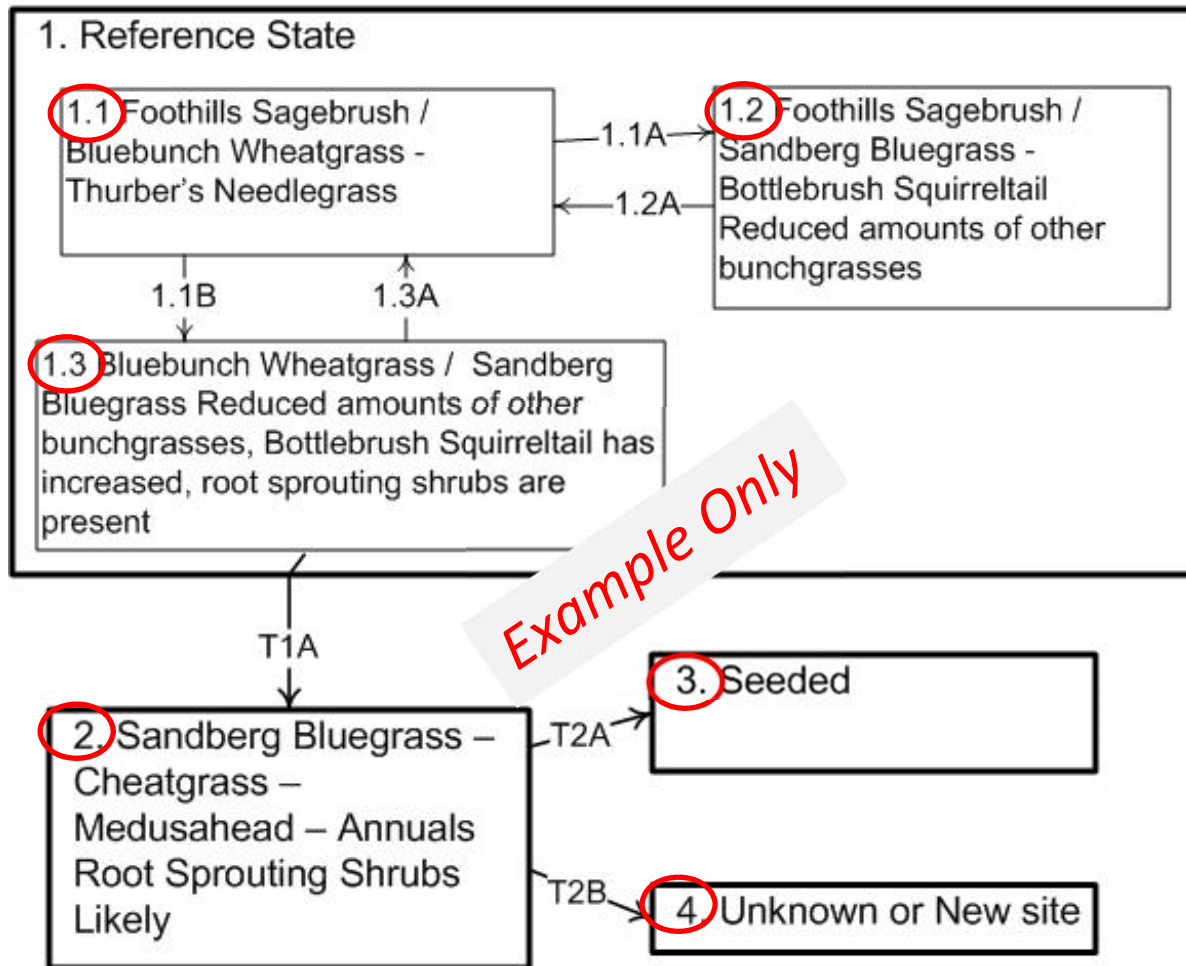 1. Reference State
1.1 Foothills Sagebrush /
Bluebunch Wheatgrass -
Thurber's Needlegrass
1.1A
1.2A
1.2 Foothills Sagebrush /
Sandberg Bluegrass -
Bottlebrush Squirreltail
Reduced amounts of other
bunchgrasses
1.1B
1.3A
1.3 Bluebunch Wheatgrass / Sandberg
Bluegrass Reduced amounts of other
bunchgrasses, Bottlebrush Squirreltail has
increased, root sprouting shrubs are
present
Example Only
T1A
2. Sandberg Bluegrass –
Cheatgrass –
Medusahead – Annuals
Root Sprouting Shrubs
Likely
T2A
3. Seeded
T2B
4. Unknown or New site